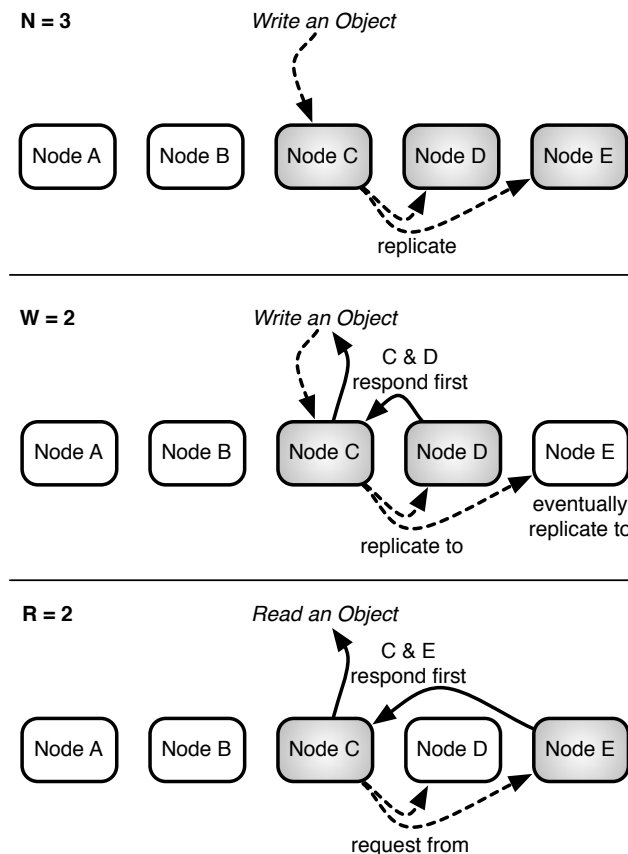 N = 3
Write an Object
Node A
Node B
Node C
Node D
Node E
replicate
W = 2
Write an Object
C & D
respond first
Node A
Node B
Node C
Node D
Node E
eventually
replicate to
replicate to
R = 2
Read an Object
C & E
respond first
Node A
Node B
Node C
Node D
Node E
request from